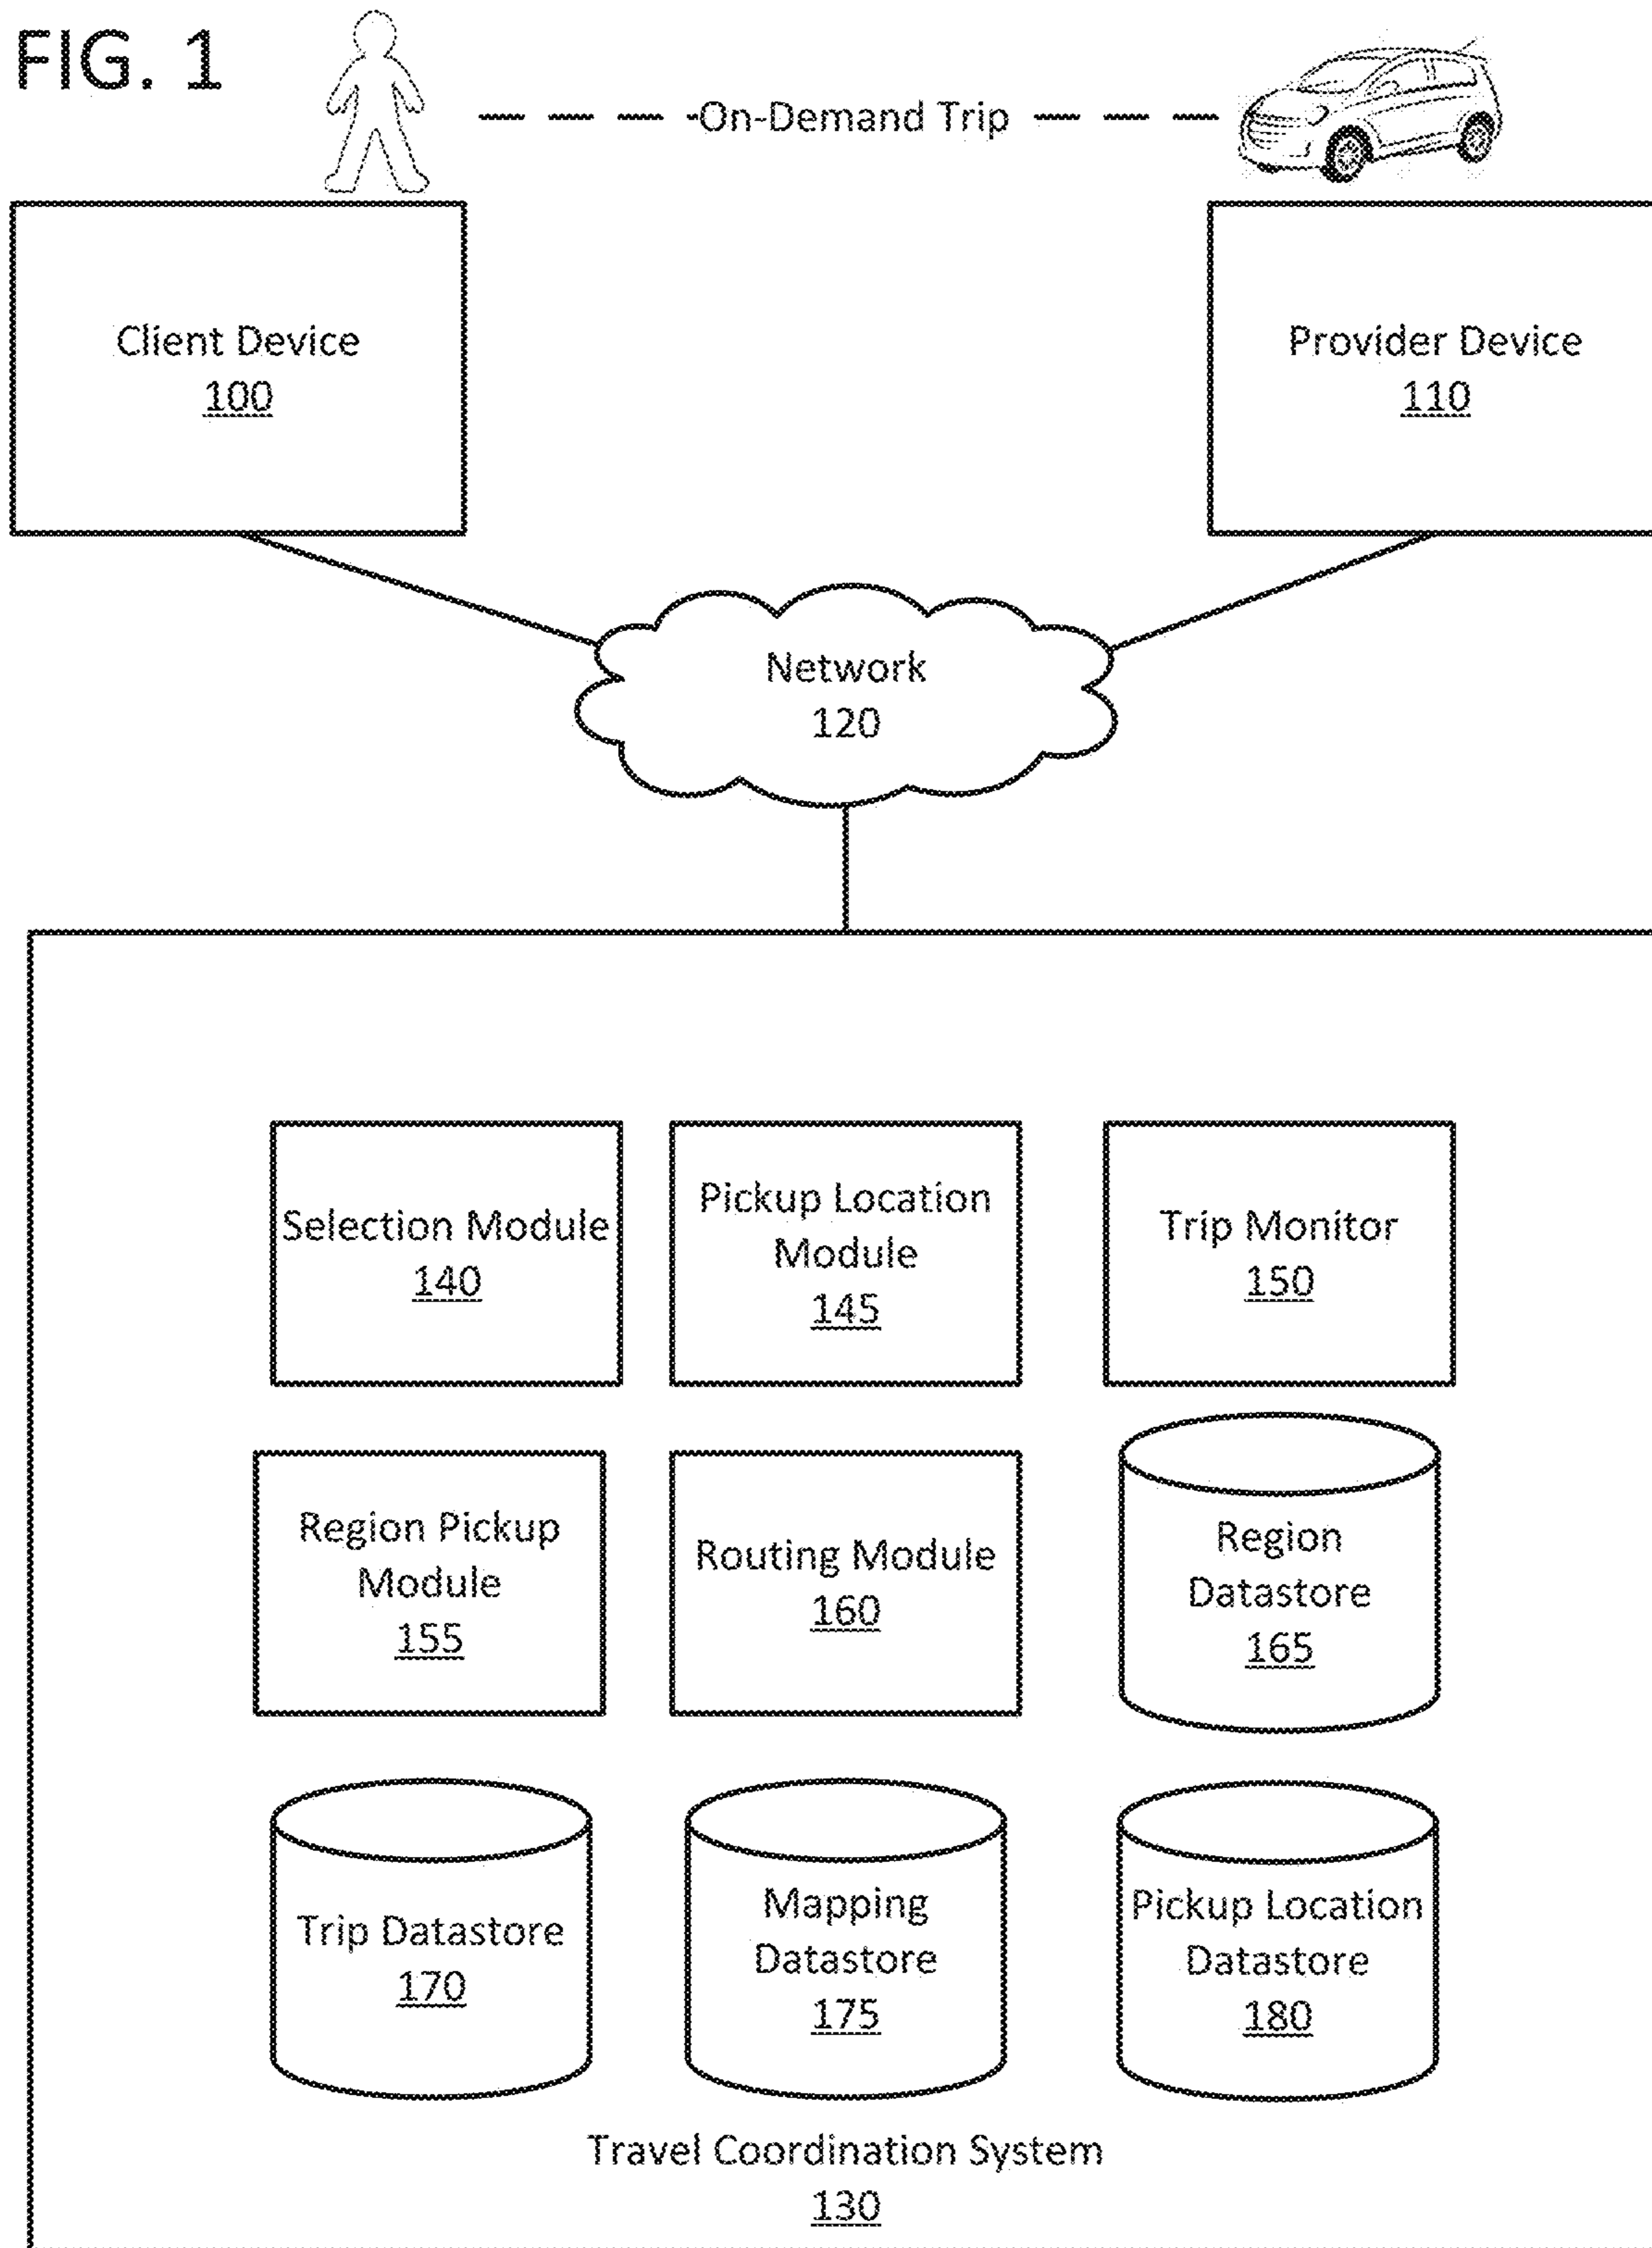 FIG. 1
On-Demand Trip
Client Device
100
Provider Device
110
Network
120
Selection Module
140
Pickup Location
Module
145
Trip Monitor
150
Region Pickup
Module
155
Routing Module
160
Region
Datastore
165
Trip Datastore
170
Mapping
Datastore
175
Pickup Location
Datastore
180
Travel Coordination System
130